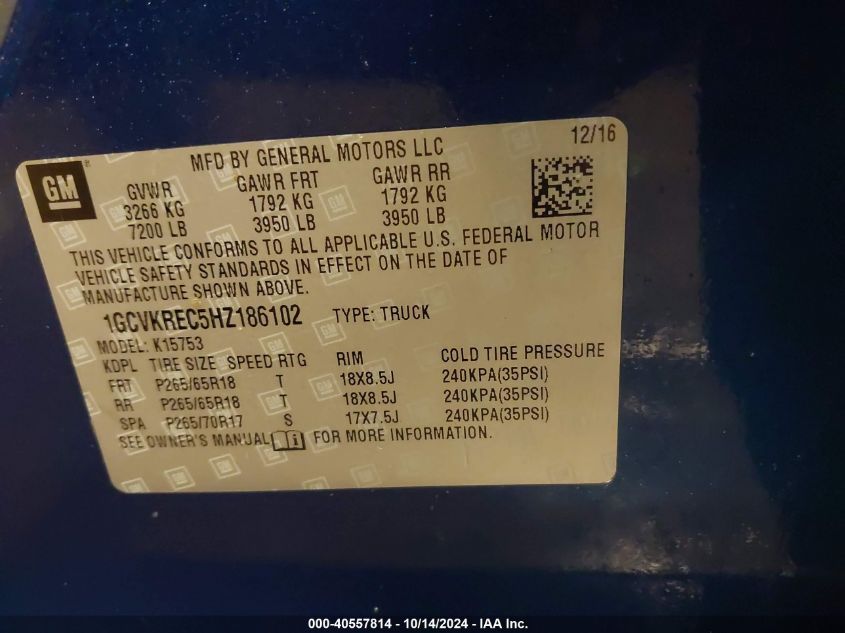 MFD BY GENERAL MOTORS LLC 12/16
GM
GVWR GAWR FRT GAWR RR
3266 KG 1792 KG 1792 KG
7200 LB 3950 LB 3950 LB
THIS VEHICLE CONFORMS TO ALL APPLICABLE U.S. FEDERAL MOTOR
VEHICLE SAFETY STANDARDS IN EFFECT ON THE DATE OF
MANUFACTURE SHOWN ABOVE.
1GCVKREC5HZ186102 TYPE: TRUCK
MODEL: K15753
KDPL TIRE SIZE SPEED RTG RIM COLD TIRE PRESSURE
FRT P265/65R18 T 18X8.5J 240KPA(35PSI)
RR P265/65R18 T 18X8.5J 240KPA(35PSI)
SPA P265/70R17 S 17X7.5J 240KPA(35PSI)
SEE OWNER'S MANUAL FOR MORE INFORMATION.
000-40557814 - 10/14/2024 - IAA Inc.